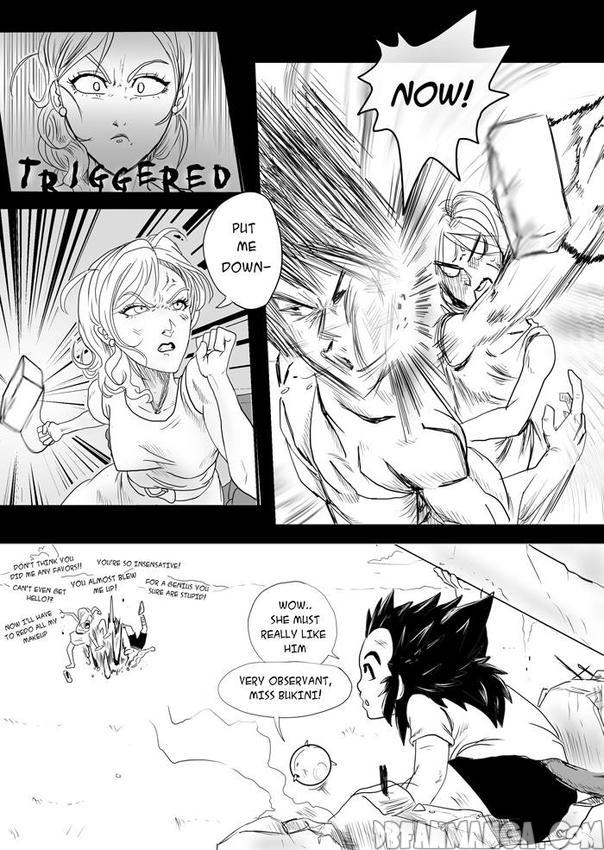 TRIGGERED
NOW!
PUT
ME
DOWN-
DON'T THINK YOU
DID ME ANY FAVORS!!
YOU'RE SO INSENSATIVE!
CAN'T EVEN GET
HELLO!?
YOU ALMOST BLEW
ME UP!
FOR A GENIUS YOU
SURE ARE STUPID!
NOW I'LL HAVE
TO REDO ALL MY
MAKEUP
WOW..
SHE MUST
REALLY LIKE
HIM
VERY OBSERVANT,
MISS BUKINI!
DBFANMANGA.COM